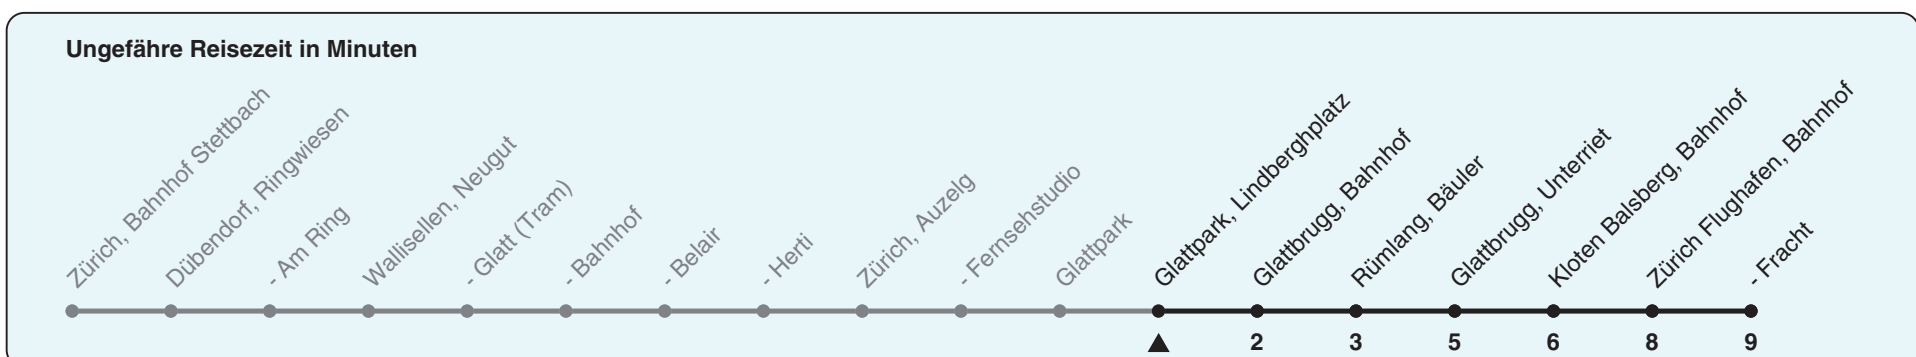 Ungefähre Reisezeit in Minuten
Zürich, Bahnhof Stettbach
Dübendorf, Ringwiesen
- Am Ring
Wallisellen, Neugut
- Glatt (Tram)
- Bahnhof
- Belair
- Herti
Zürich, Auzelg
- Fernsehstudio
Glattpark
Glattpark, Lindberghplatz
Glattbrugg, Bahnhof
Rümlang, Bäuler
Glattbrugg, Unterriet
Kloten Balsberg, Bahnhof
Zürich Flughafen, Bahnhof
- Fracht
2 3 5 6 8 9